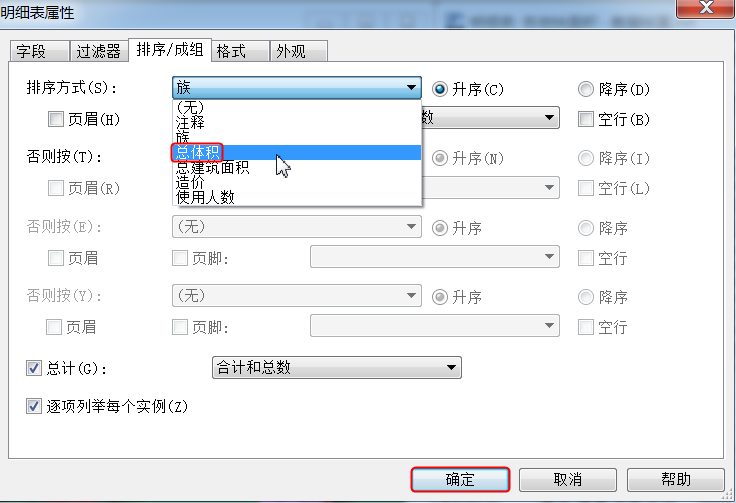 明细表属性
字段 过滤器 排序/成组 格式 外观
排序方式(S): 族 升序(C) 降序(D)
(无)
页眉(H) 数 空行(B)
注释
族
否则按(T): 总体积 升序(N) 降序(I)
总建筑面积
造价
页眉(R) 空行(L)
使用人数
否则按(E): (无) 升序 降序
页眉 页脚: 空行
否则按(Y): (无) 升序 降序
页眉 页脚: 空行
总计(G): 合计和总数
逐项列举每个实例(Z)
确定 取消 帮助